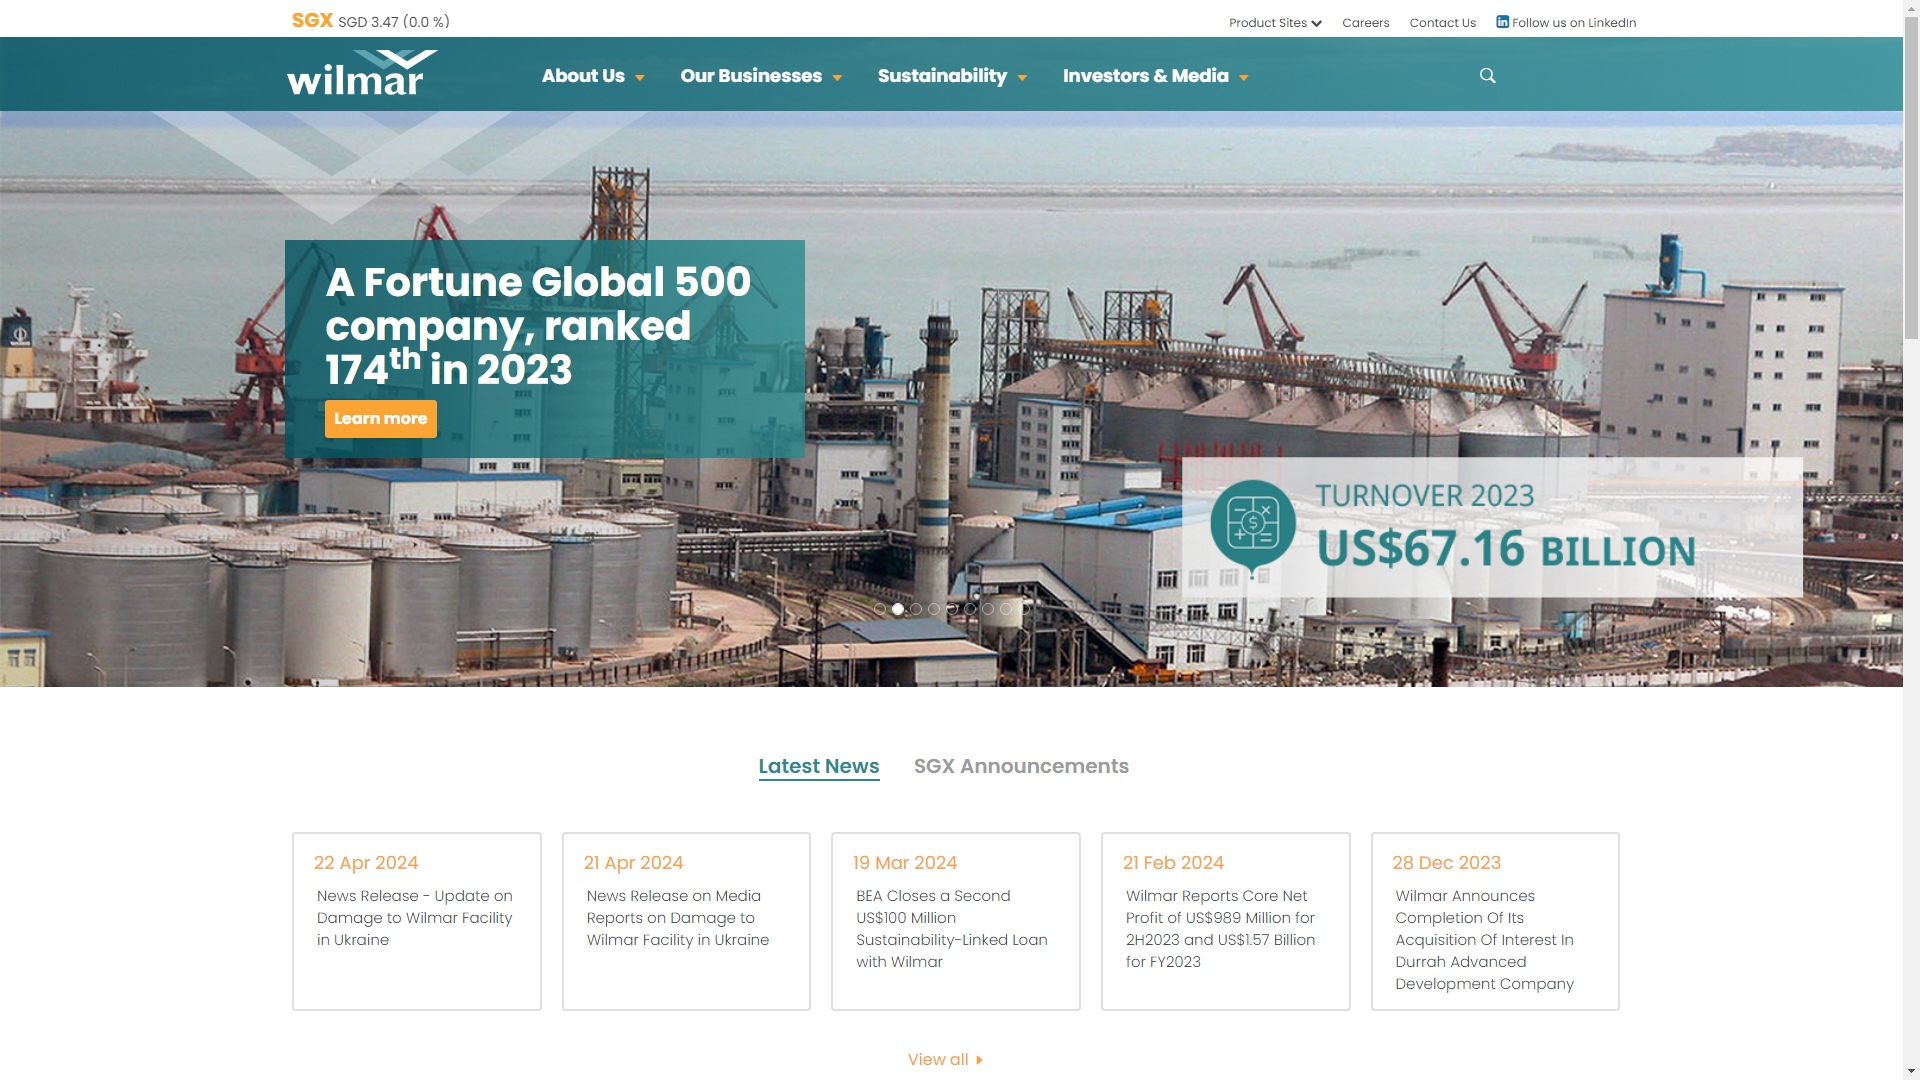 SGX SGD 3.47 (0.0 %)
Product Sites
Careers
Contact Us
Follow us on LinkedIn
wilmar
About Us
Our Businesses
Sustainability
Investors & Media
A Fortune Global 500
company, ranked
174th in 2023
Learn more
TURNOVER 2023
US$67.16 BILLION
Latest News
SGX Announcements
22 Apr 2024
News Release - Update on
Damage to Wilmar Facility
in Ukraine
21 Apr 2024
News Release on Media
Reports on Damage to
Wilmar Facility in Ukraine
19 Mar 2024
BEA Closes a Second
US$100 Million
Sustainability-Linked Loan
with Wilmar
21 Feb 2024
Wilmar Reports Core Net
Profit of US$989 Million for
2H2023 and US$1.57 Billion
for FY2023
28 Dec 2023
Wilmar Announces
Completion Of Its
Acquisition Of Interest In
Durrah Advanced
Development Company
View all